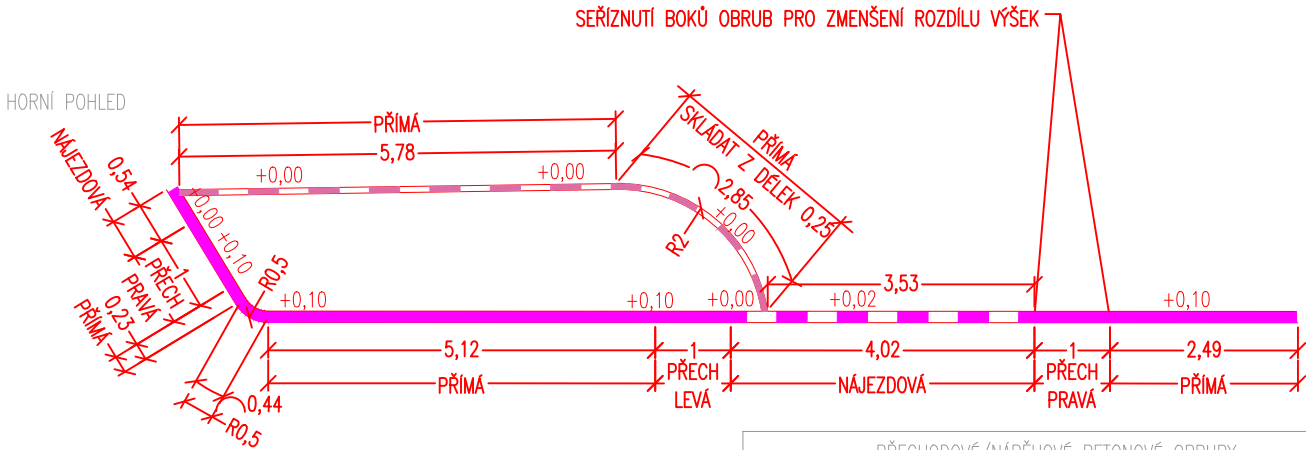 SEŘÍZNUTÍ BOKŮ OBRUB PRO ZMENŠENÍ ROZDÍLU VÝŠEK
HORNÍ POHLED
PŘÍMÁ
5,78
+0,00
+0,00
PŘÍMÁ
SKLÁDAT Z DÉLEK 0,25
2,85
+0,00
R2
NÁJEZDOVÁ
0,54
+0,00
+0,10
1
PŘECH
PRAVÁ
0,23
PŘÍMÁ
R0,5
+0,10
+0,10
+0,00
+0,02
3,53
+0,10
5,12
1
4,02
1
2,49
PŘÍMÁ
PŘECH
LEVÁ
NÁJEZDOVÁ
PŘECH
PRAVÁ
PŘÍMÁ
0,44
R0,5